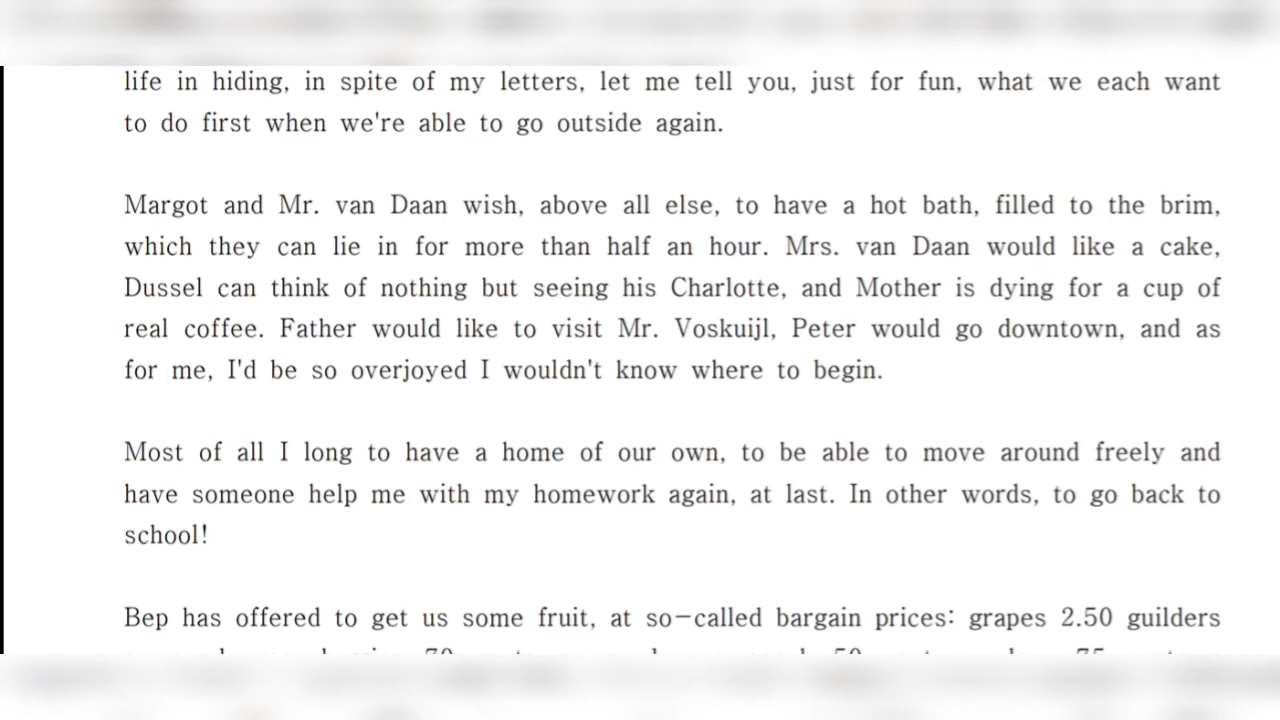 life in hiding, in spite of my letters, let me tell you, just for fun, what we each want
to do first when we're able to go outside again.
Margot and Mr. van Daan wish, above all else, to have a hot bath, filled to the brim,
which they can lie in for more than half an hour. Mrs. van Daan would like a cake,
Dussel can think of nothing but seeing his Charlotte, and Mother is dying for a cup of
real coffee. Father would like to visit Mr. Voskuijl, Peter would go downtown, and as
for me, I'd be so overjoyed I wouldn't know where to begin.
Most of all I long to have a home of our own, to be able to move around freely and
have someone help me with my homework again, at last. In other words, to go back to
school!
Bep has offered to get us some fruit, at so-called bargain prices: grapes 2.50 guilders